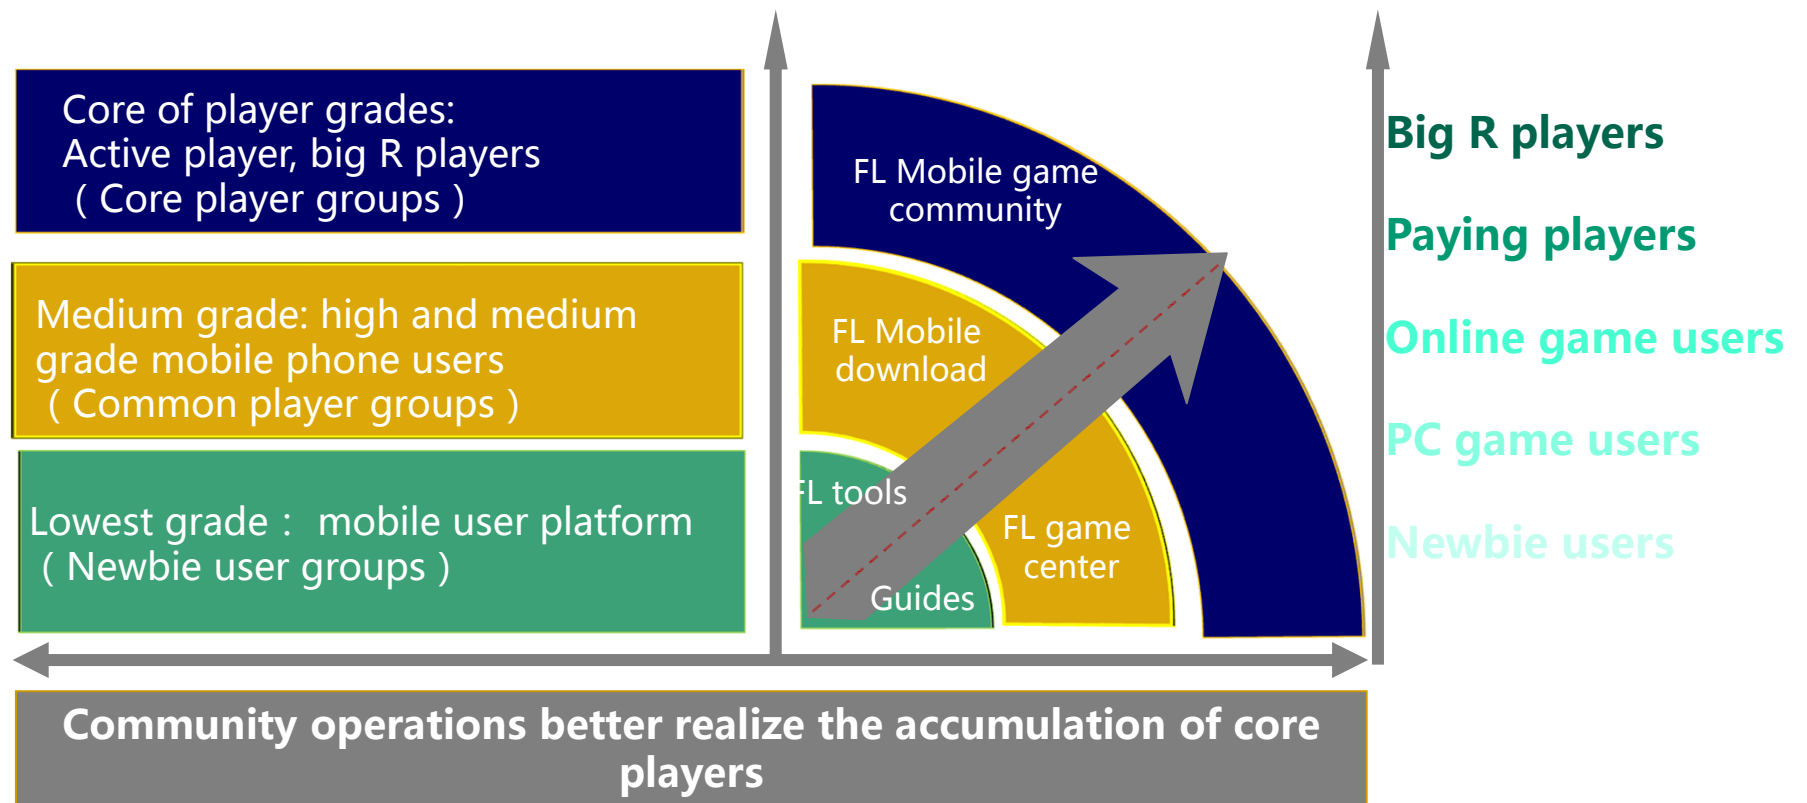 Core of player grades:
Active player, big R players
( Core player groups )
Medium grade: high and medium
grade mobile phone users
( Common player groups )
Lowest grade： mobile user platform
( Newbie user groups )
FL Mobile game
community
FL Mobile
download
FL tools
FL game
center
Guides
Big R players
Paying players
Online game users
PC game users
Newbie users
Community operations better realize the accumulation of core
players